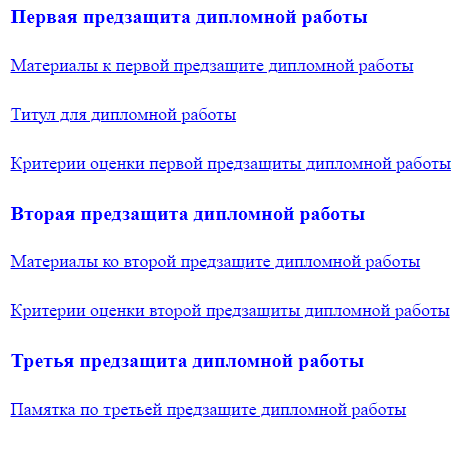 Первая предзащита дипломной работы
Материалы к первой предзащите дипломной работы
Титул для дипломной работы
Критерии оценки первой предзащиты дипломной работы
Вторая предзащита дипломной работы
Материалы ко второй предзащите дипломной работы
Критерии оценки второй предзащиты дипломной работы
Третья предзащита дипломной работы
Памятка по третьей предзащите дипломной работы